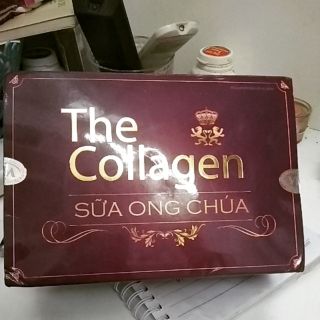 The
Collagen
SỮA ONG CHÚA